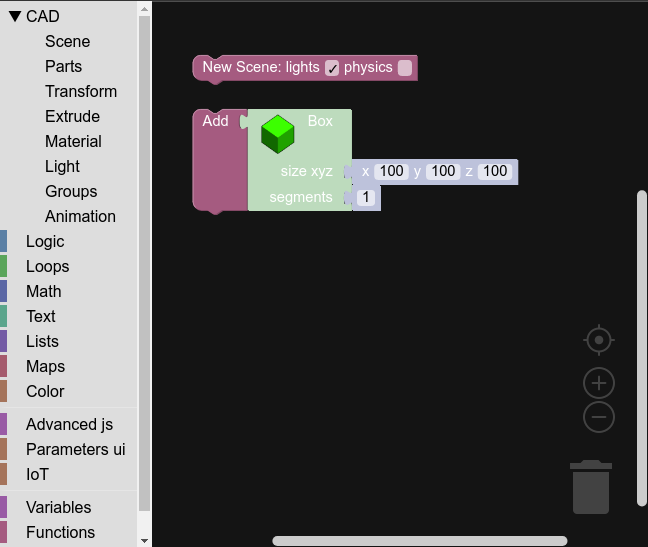 CAD
Scene
Parts
Transform
Extrude
Material
Light
Groups
Animation
Logic
Loops
Math
Text
Lists
Maps
Color
Advanced js
Parameters ui
IoT
Variables
Functions
New Scene: lights ✓ physics
Add Box
size xyz x 100 y 100 z 100
segments 1